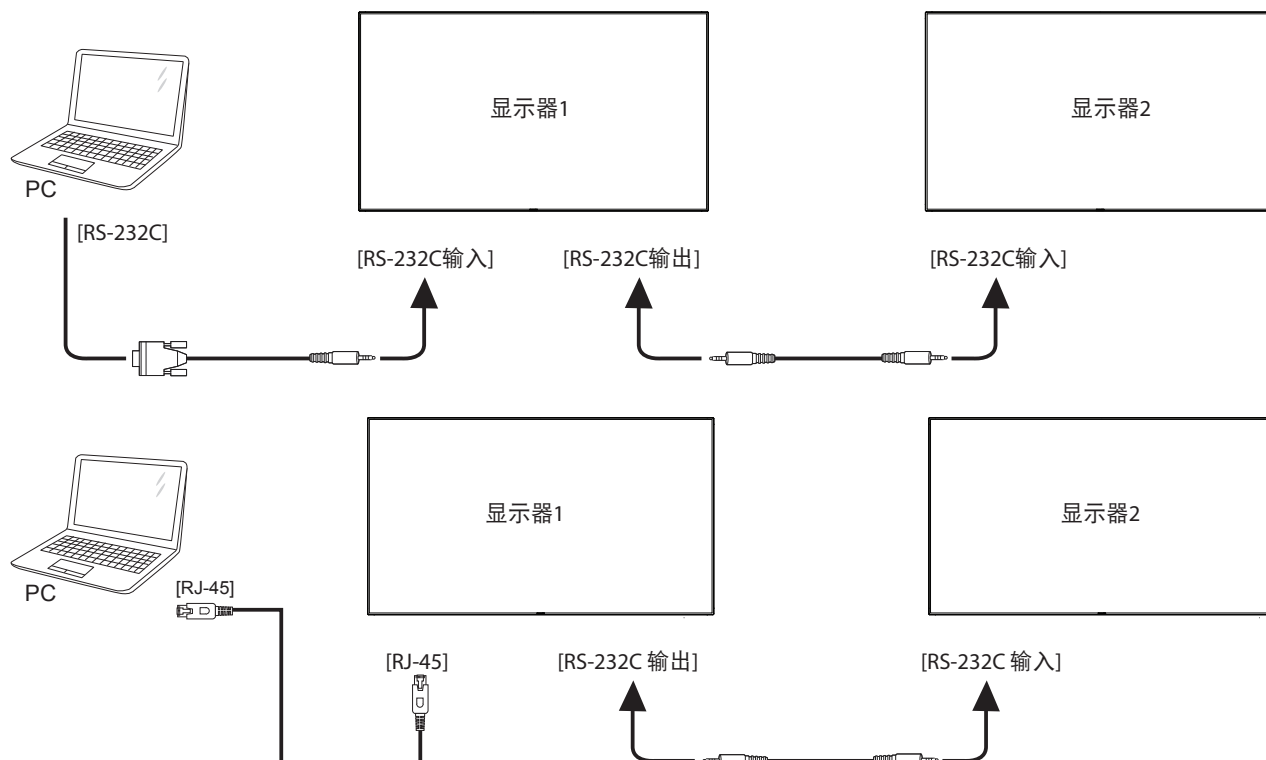 显示器1
显示器2
PC
[RS-232C]
[RS-232C输入]
[RS-232C输出]
[RS-232C输入]
显示器1
显示器2
PC
[RJ-45]
[RJ-45]
[RS-232C 输出]
[RS-232C 输入]